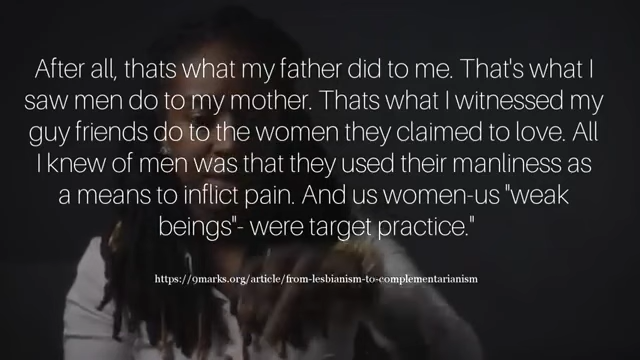 After all, thats what my father did to me. That's what I
saw men do to my mother. Thats what I witnessed my
guy friends do to the women they claimed to love. All
I knew of men was that they used their manliness as
a means to inflict pain. And us women-us "weak
beings"- were target practice."
https://9marks.org/article/from-lesbianism-to-complementarianism